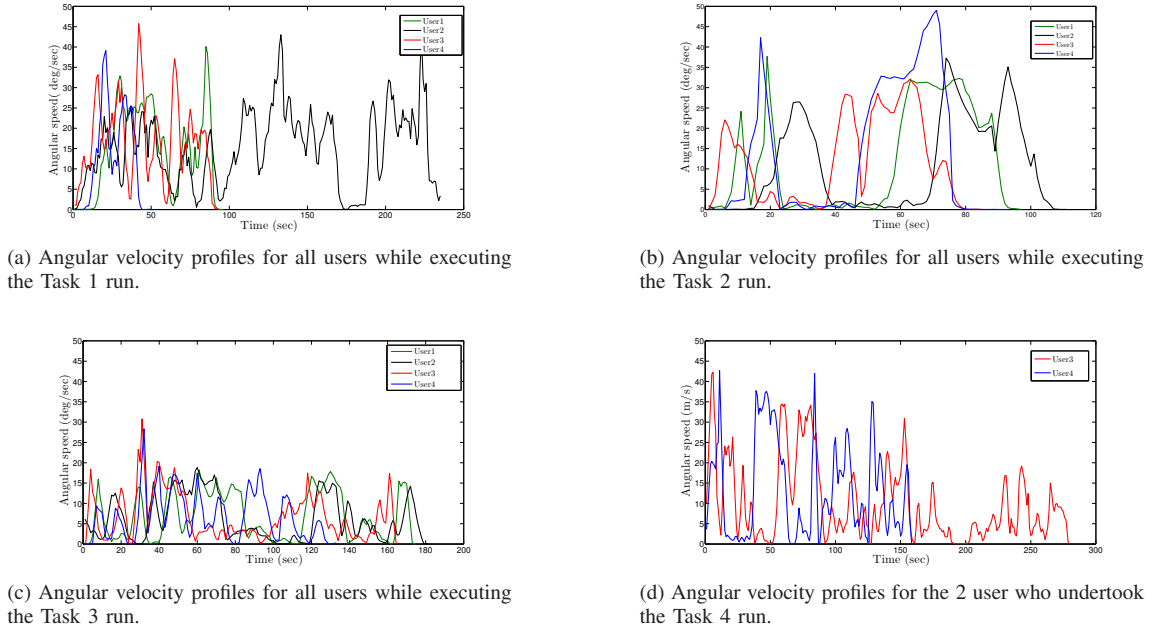 Angular speed( deg/sec)
50
45
40
35
30
25
20
15
10
5
0
0 50 100 150 200 250
Time (sec)
User1
User2
User3
User4
(a) Angular velocity profiles for all users while executing
the Task 1 run.
Angular speed (deg/sec)
50
45
40
35
30
25
20
15
10
5
0
0 20 40 60 80 100 120
Time (sec)
User1
User2
User3
User4
(b) Angular velocity profiles for all users while executing
the Task 2 run.
Angular speed (deg/sec)
50
45
40
35
30
25
20
15
10
5
0
0 20 40 60 80 100 120 140 160 180 200
Time (sec)
User1
User2
User3
User4
(c) Angular velocity profiles for all users while executing
the Task 3 run.
Angular speed (m/s)
50
45
40
35
30
25
20
15
10
5
0
0 50 100 150 200 250 300
Time (sec)
User3
User4
(d) Angular velocity profiles for the 2 user who undertook
the Task 4 run.